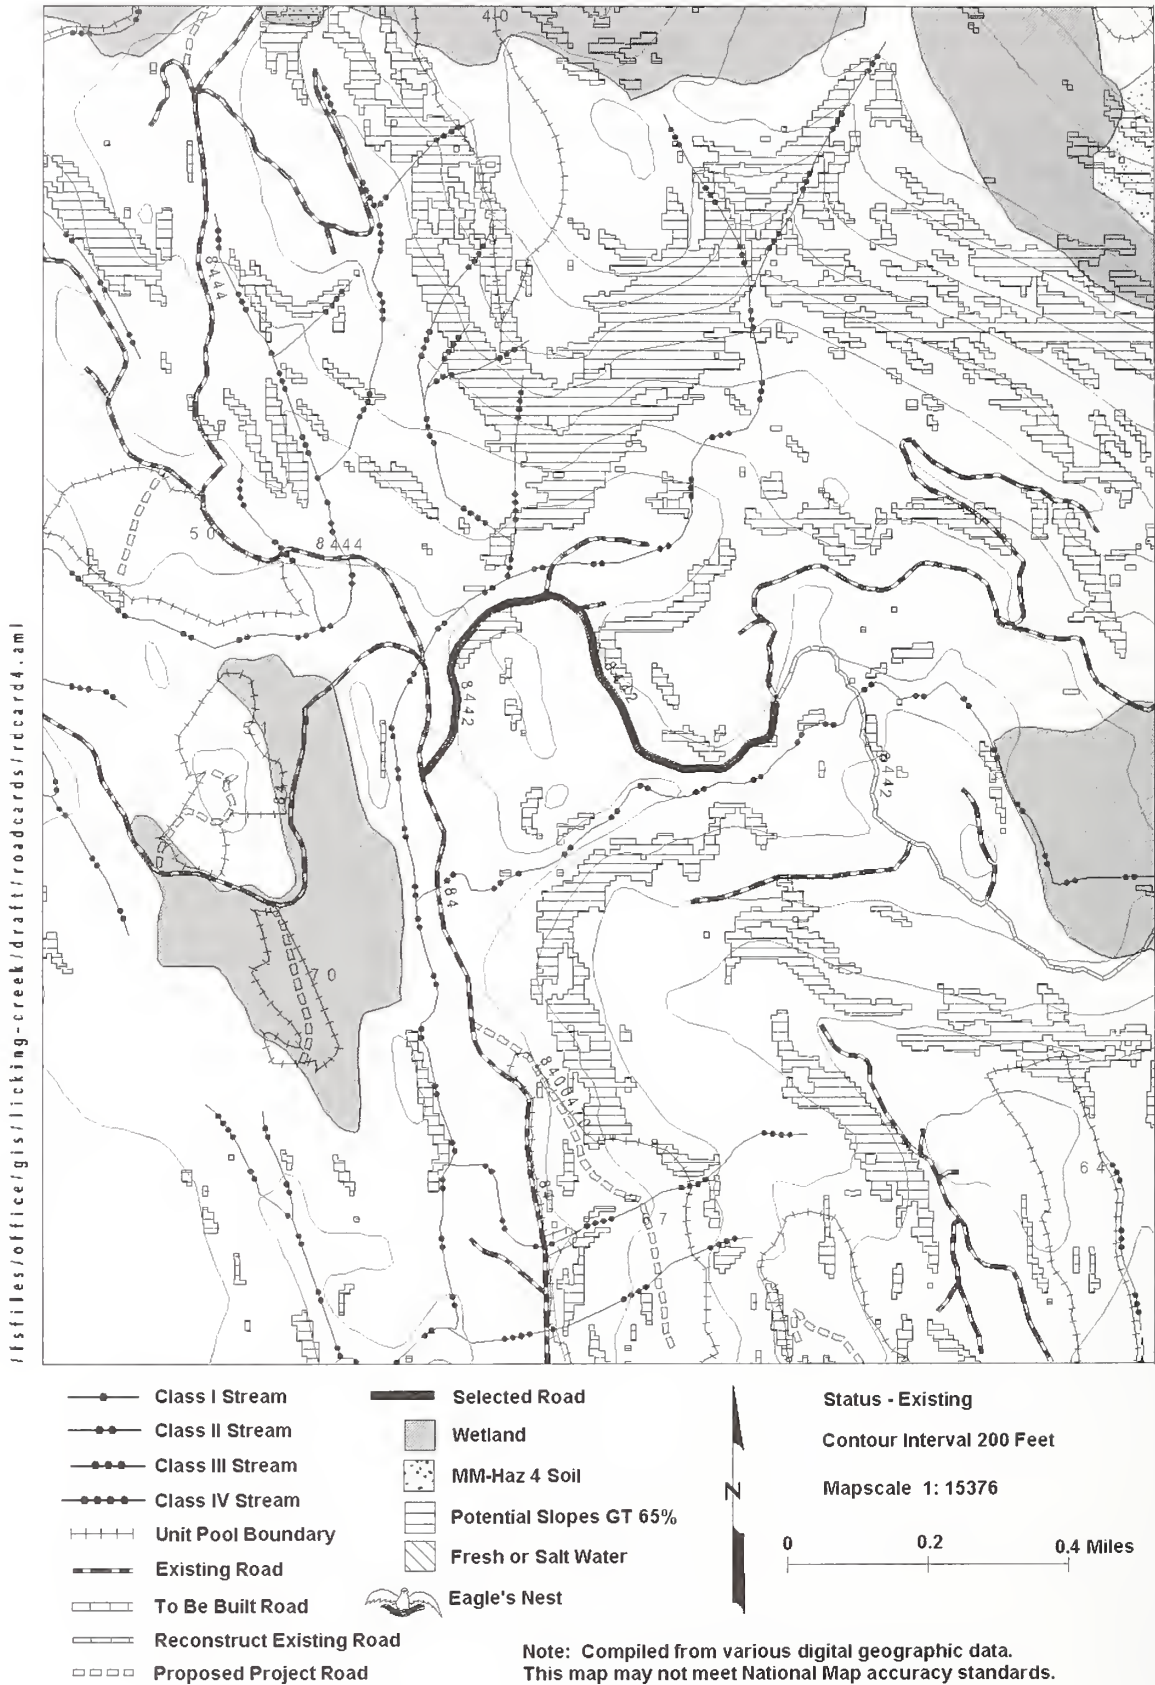 /fsfiles/office/gis/licking-creek/draft/roadcards/rdcard4.aml
40
8444
50
8444
8442
8442
8442
84
84
70
64
67
84
Class I Stream
Class II Stream
Class III Stream
Class IV Stream
Unit Pool Boundary
Existing Road
To Be Built Road
Reconstruct Existing Road
Proposed Project Road
Selected Road
Wetland
MM-Haz 4 Soil
Potential Slopes GT 65%
Fresh or Salt Water
Eagle's Nest
N
Status - Existing
Contour Interval 200 Feet
Mapscale 1: 15376
0 0.2 0.4 Miles
Note: Compiled from various digital geographic data.
This map may not meet National Map accuracy standards.